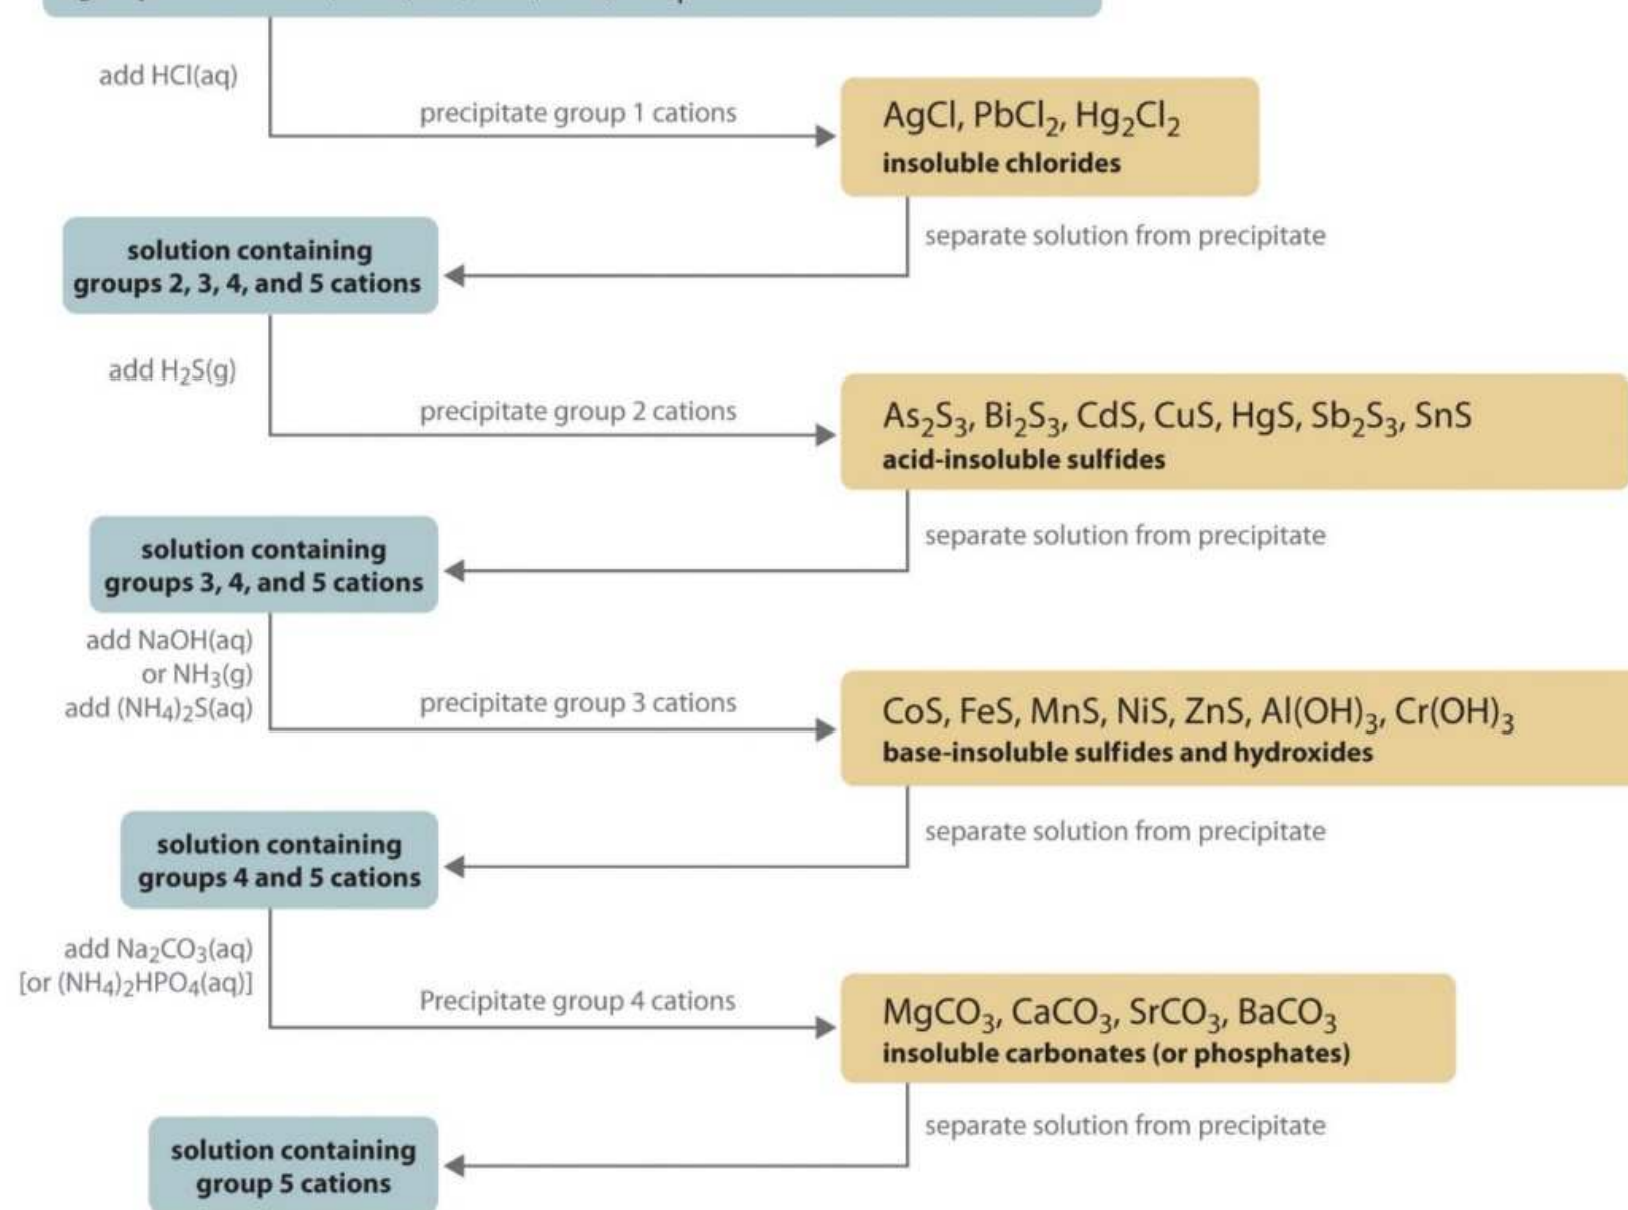 add HCl(aq)
precipitate group 1 cations
AgCl, PbCl₂, Hg₂Cl₂
insoluble chlorides
separate solution from precipitate
solution containing
groups 2, 3, 4, and 5 cations
add H₂S(g)
precipitate group 2 cations
As₂S₃, Bi₂S₃, CdS, CuS, HgS, Sb₂S₃, SnS
acid-insoluble sulfides
separate solution from precipitate
solution containing
groups 3, 4, and 5 cations
add NaOH(aq)
or NH₃(g)
add (NH₄)₂S(aq)
precipitate group 3 cations
CoS, FeS, MnS, NiS, ZnS, Al(OH)₃, Cr(OH)₃
base-insoluble sulfides and hydroxides
separate solution from precipitate
solution containing
groups 4 and 5 cations
add Na₂CO₃(aq)
[or (NH₄)₂HPO₄(aq)]
Precipitate group 4 cations
MgCO₃, CaCO₃, SrCO₃, BaCO₃
insoluble carbonates (or phosphates)
separate solution from precipitate
solution containing
group 5 cations